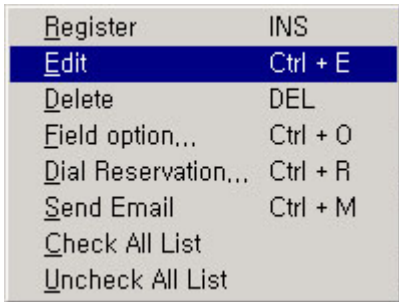 Register INS
Edit Ctrl + E
Delete DEL
Field option,,, Ctrl + O
Dial Reservation,,, Ctrl + R
Send Email Ctrl + M
Check All List
Uncheck All List